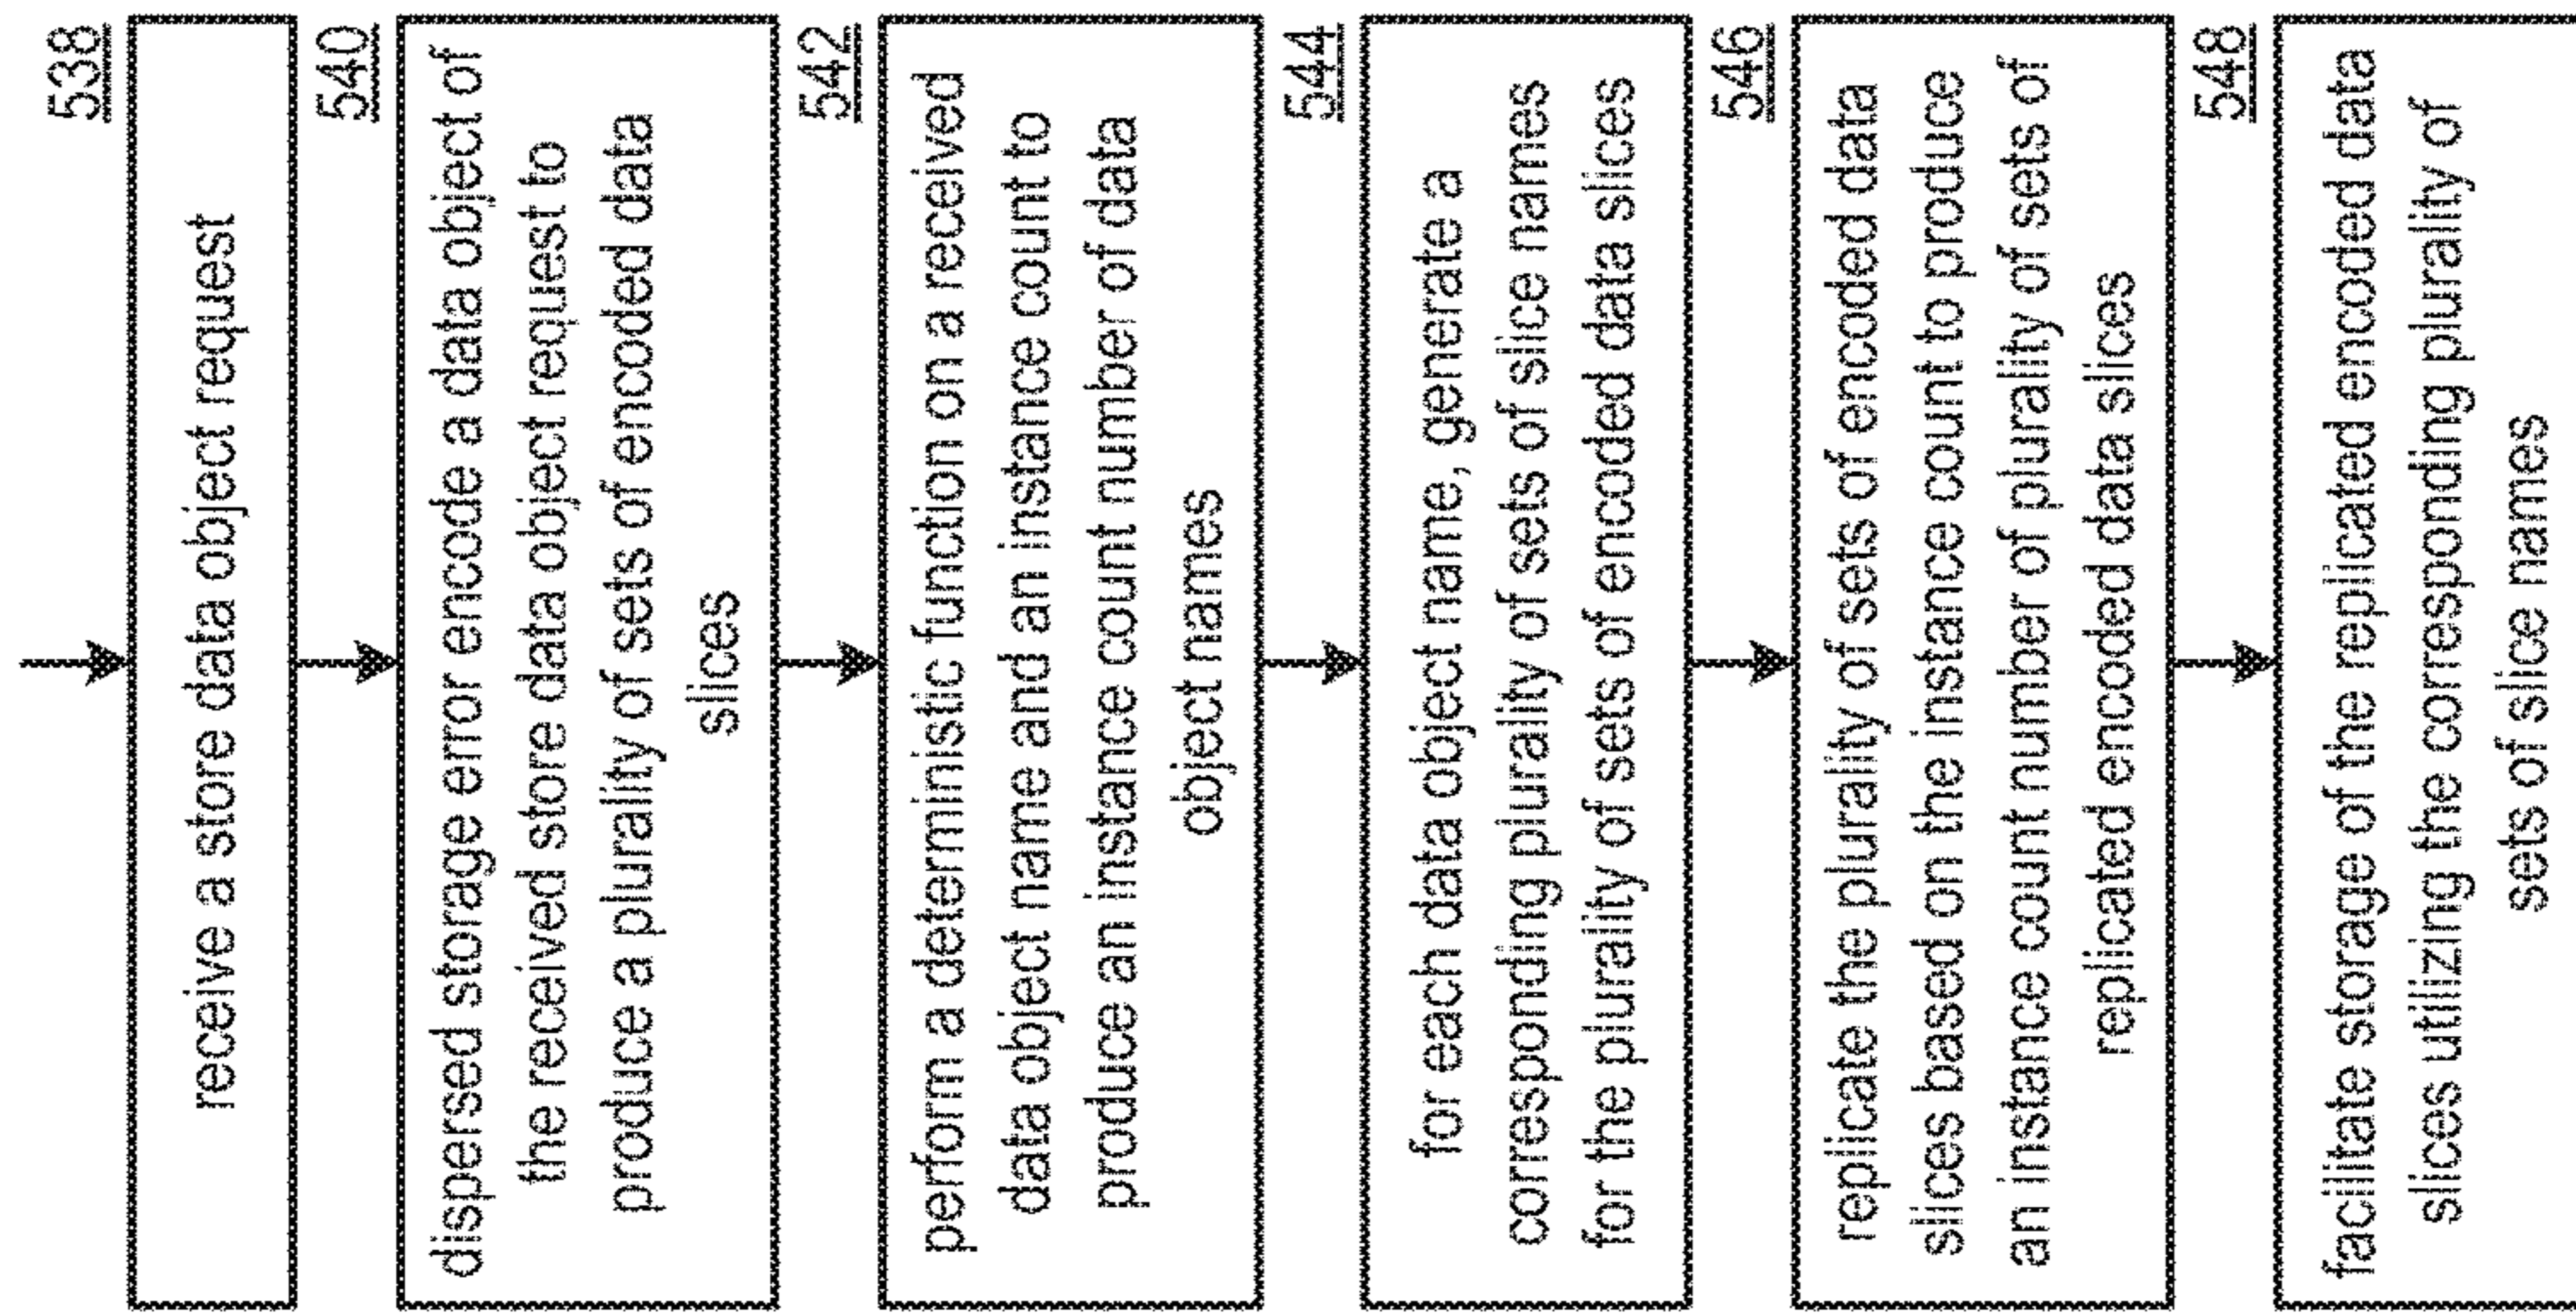 538
receive a store data object request
540
dispersed storage error encode a data object of
the received store data object request to
produce a plurality of sets of encoded data
slices
542
perform a deterministic function on a received
data object name and an instance count to
produce an instance count number of data
object names
544
for each data object name, generate a
corresponding plurality of sets of slice names
for the plurality of sets of encoded data slices
546
replicate the plurality of sets of encoded data
slices based on the instance count to produce
an instance count number of plurality of sets of
replicated encoded data slices
548
facilitate storage of the replicated encoded data
slices utilizing the corresponding plurality of
sets of slice names